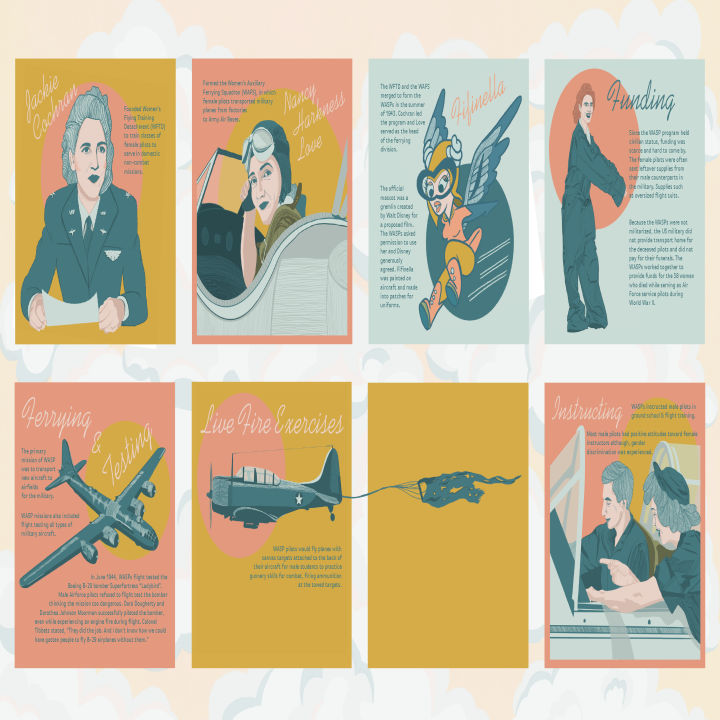 Jackie
Cochran
Founded Women's
Flying Training
Detachment (WFTD)
to train classes of
female pilots to
serve in domestic
non-combat
missions.
Formed the Women's Auxiliary
Ferrying Squadron (WAFS), in which
female pilots transported military
planes from factories
to Army Air Bases.
Nancy
Harkness
Love
The WFTD and the WAFS
merged to form the
WASPs in the summer
of 1943. Cochran led
the program and Love
served as the head
of the ferrying
division.
Fifinella
The official
mascot was a
gremlin created
by Walt Disney for
a proposed film.
The WASPs asked
permission to use
her and Disney
generously
agreed. Fifinella
was painted on
aircraft and made
into patches for
uniforms.
Funding
Since the WASP program held
civilian status, funding was
scarce and hard to come by.
The female pilots were often
sent leftover supplies from
their male counterparts in
the military. Supplies such
as oversized flight suits.
Because the WASPs were not
militarized, the US military did
not provide transport home for
the deceased pilots and did not
pay for their funerals. The
WASPs worked together to
provide funds for the 38 women
who died while serving as Air
Force service pilots during
World War II.
Ferrying
&
Testing
The primary
mission of WASP
was to transport
new aircraft to
airfields
for the military.
WASP missions also included
flight testing all types of
military aircraft.
In June 1944, WASPs flight tested the
Boeing B-29 bomber Superfortress "Ladybird".
Male Airforce pilots refused to flight test the bomber
thinking the mission too dangerous. Dora Dougherty and
Dorothea Johnson Moorman successfully piloted the bomber,
even while experiencing an engine fire during flight. Colonel
Tibbets stated, "They did the job. And I don't know how we could
have gotten people to fly B-29 airplanes without them."
Live Fire Exercises
WASP pilots would fly planes with
canvas targets attached to the back of
their aircraft for male students to practice
gunnery skills for combat, firing ammunition
at the towed targets.
Instructing
WASPs instructed male pilots in
ground school & flight training.
Most male pilots had positive attitudes toward female
instructors although, gender
discrimination was experienced.